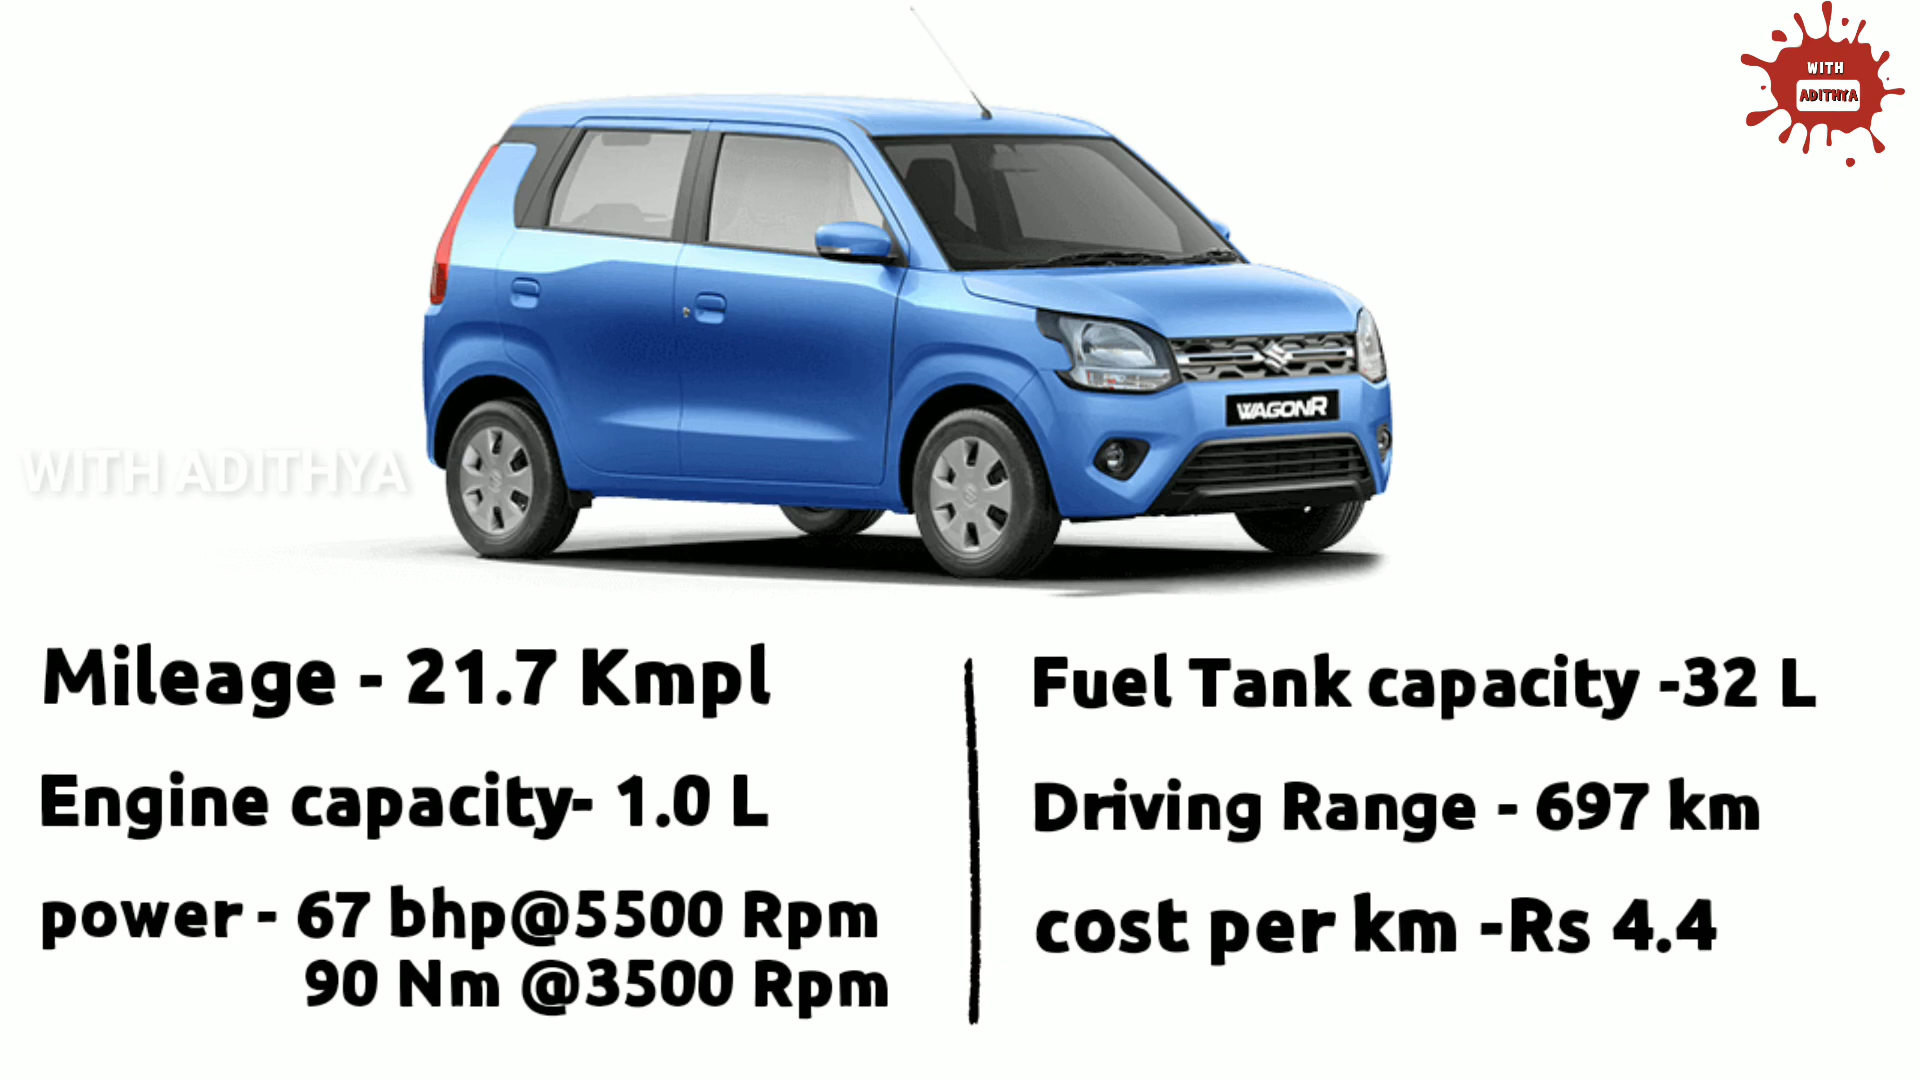 WITH
ADITHYA
WAGONR
WITH ADITHYA
Mileage - 21.7 Kmpl
Engine capacity- 1.0 L
power - 67 bhp@5500 Rpm
90 Nm @3500 Rpm
Fuel Tank capacity -32 L
Driving Range - 697 km
cost per km -Rs 4.4